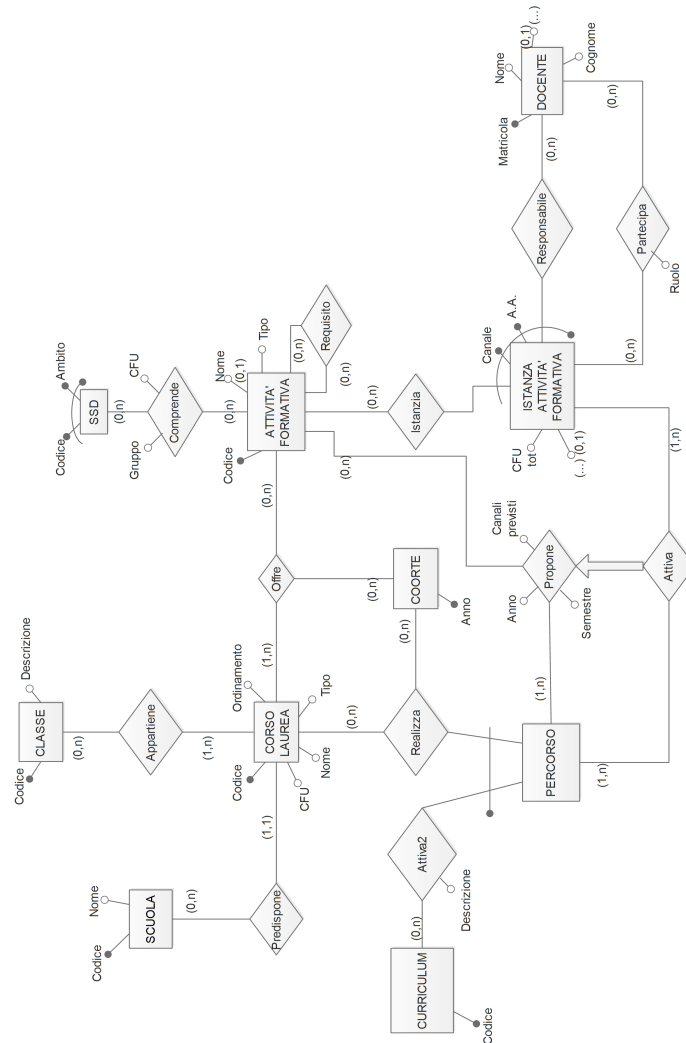 CURRICULUM
Codice
(0,n)
Attiva2
Descrizione
Codice
Nome
SCUOLA
(0,n)
Predispone
Codice
CLASSE
Descrizione
(0,n)
Appartiene
(1,n)
(1,1)
Codice
Ordinamento
CORSO
LAUREA
CFU
Nome
Tipo
(1,n)
(0,n)
Offre
(0,n)
Realizza
(0,n)
COORTE
Anno
(0,n)
Codice
Ambito
SSD
(0,n)
Gruppo
CFU
Comprende
(0,n)
Codice
Nome
(0,1)
Tipo
ATTIVITA'
FORMATIVA
(0,n)
Requisito
(0,n)
(0,n)
(0,n)
Istanzia
PERCORSO
(1,n)
(1,n)
Anno
Canali
previsti
Propone
Semestre
Attiva
(1,n)
CFU
tot
(...) (0,1)
Canale
A.A.
ISTANZA
ATTIVITA'
FORMATIVA
(0,n)
Responsabile
(0,n)
Partecipa
Ruolo
(0,n)
Matricola
Nome
(0,1)
(...)
DOCENTE
Cognome